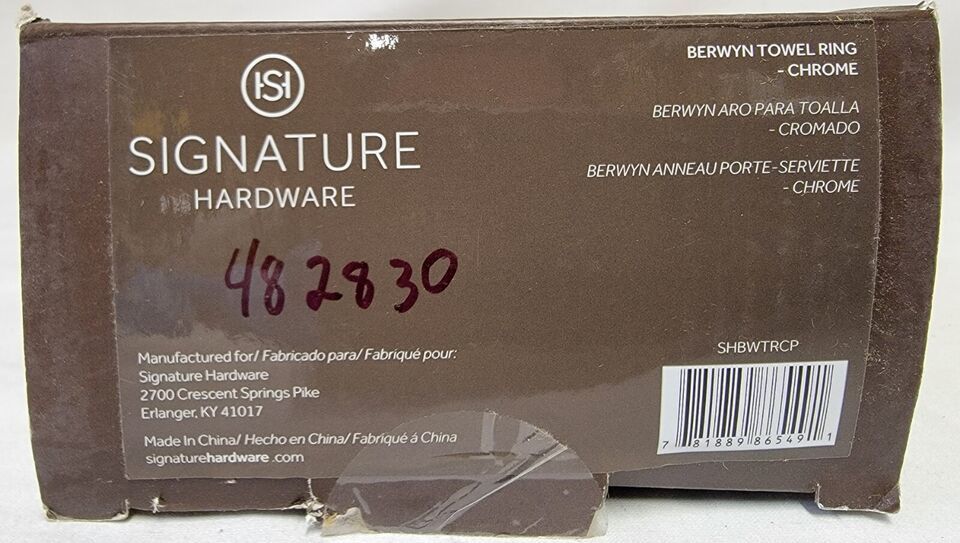 HSH
SIGNATURE
HARDWARE
BERWYN TOWEL RING
- CHROME
BERWYN ARO PARA TOALLA
- CROMADO
BERWYN ANNEAU PORTE-SERVIETTE
- CHROME
482830
Manufactured for/ Fabricado para/ Fabriqué pour:
Signature Hardware
2700 Crescent Springs Pike
Erlanger, KY 41017
Made In China/ Hecho en China/ Fabriqué á China
signaturehardware.com
SHBWTRCP
7 81889 86549 1